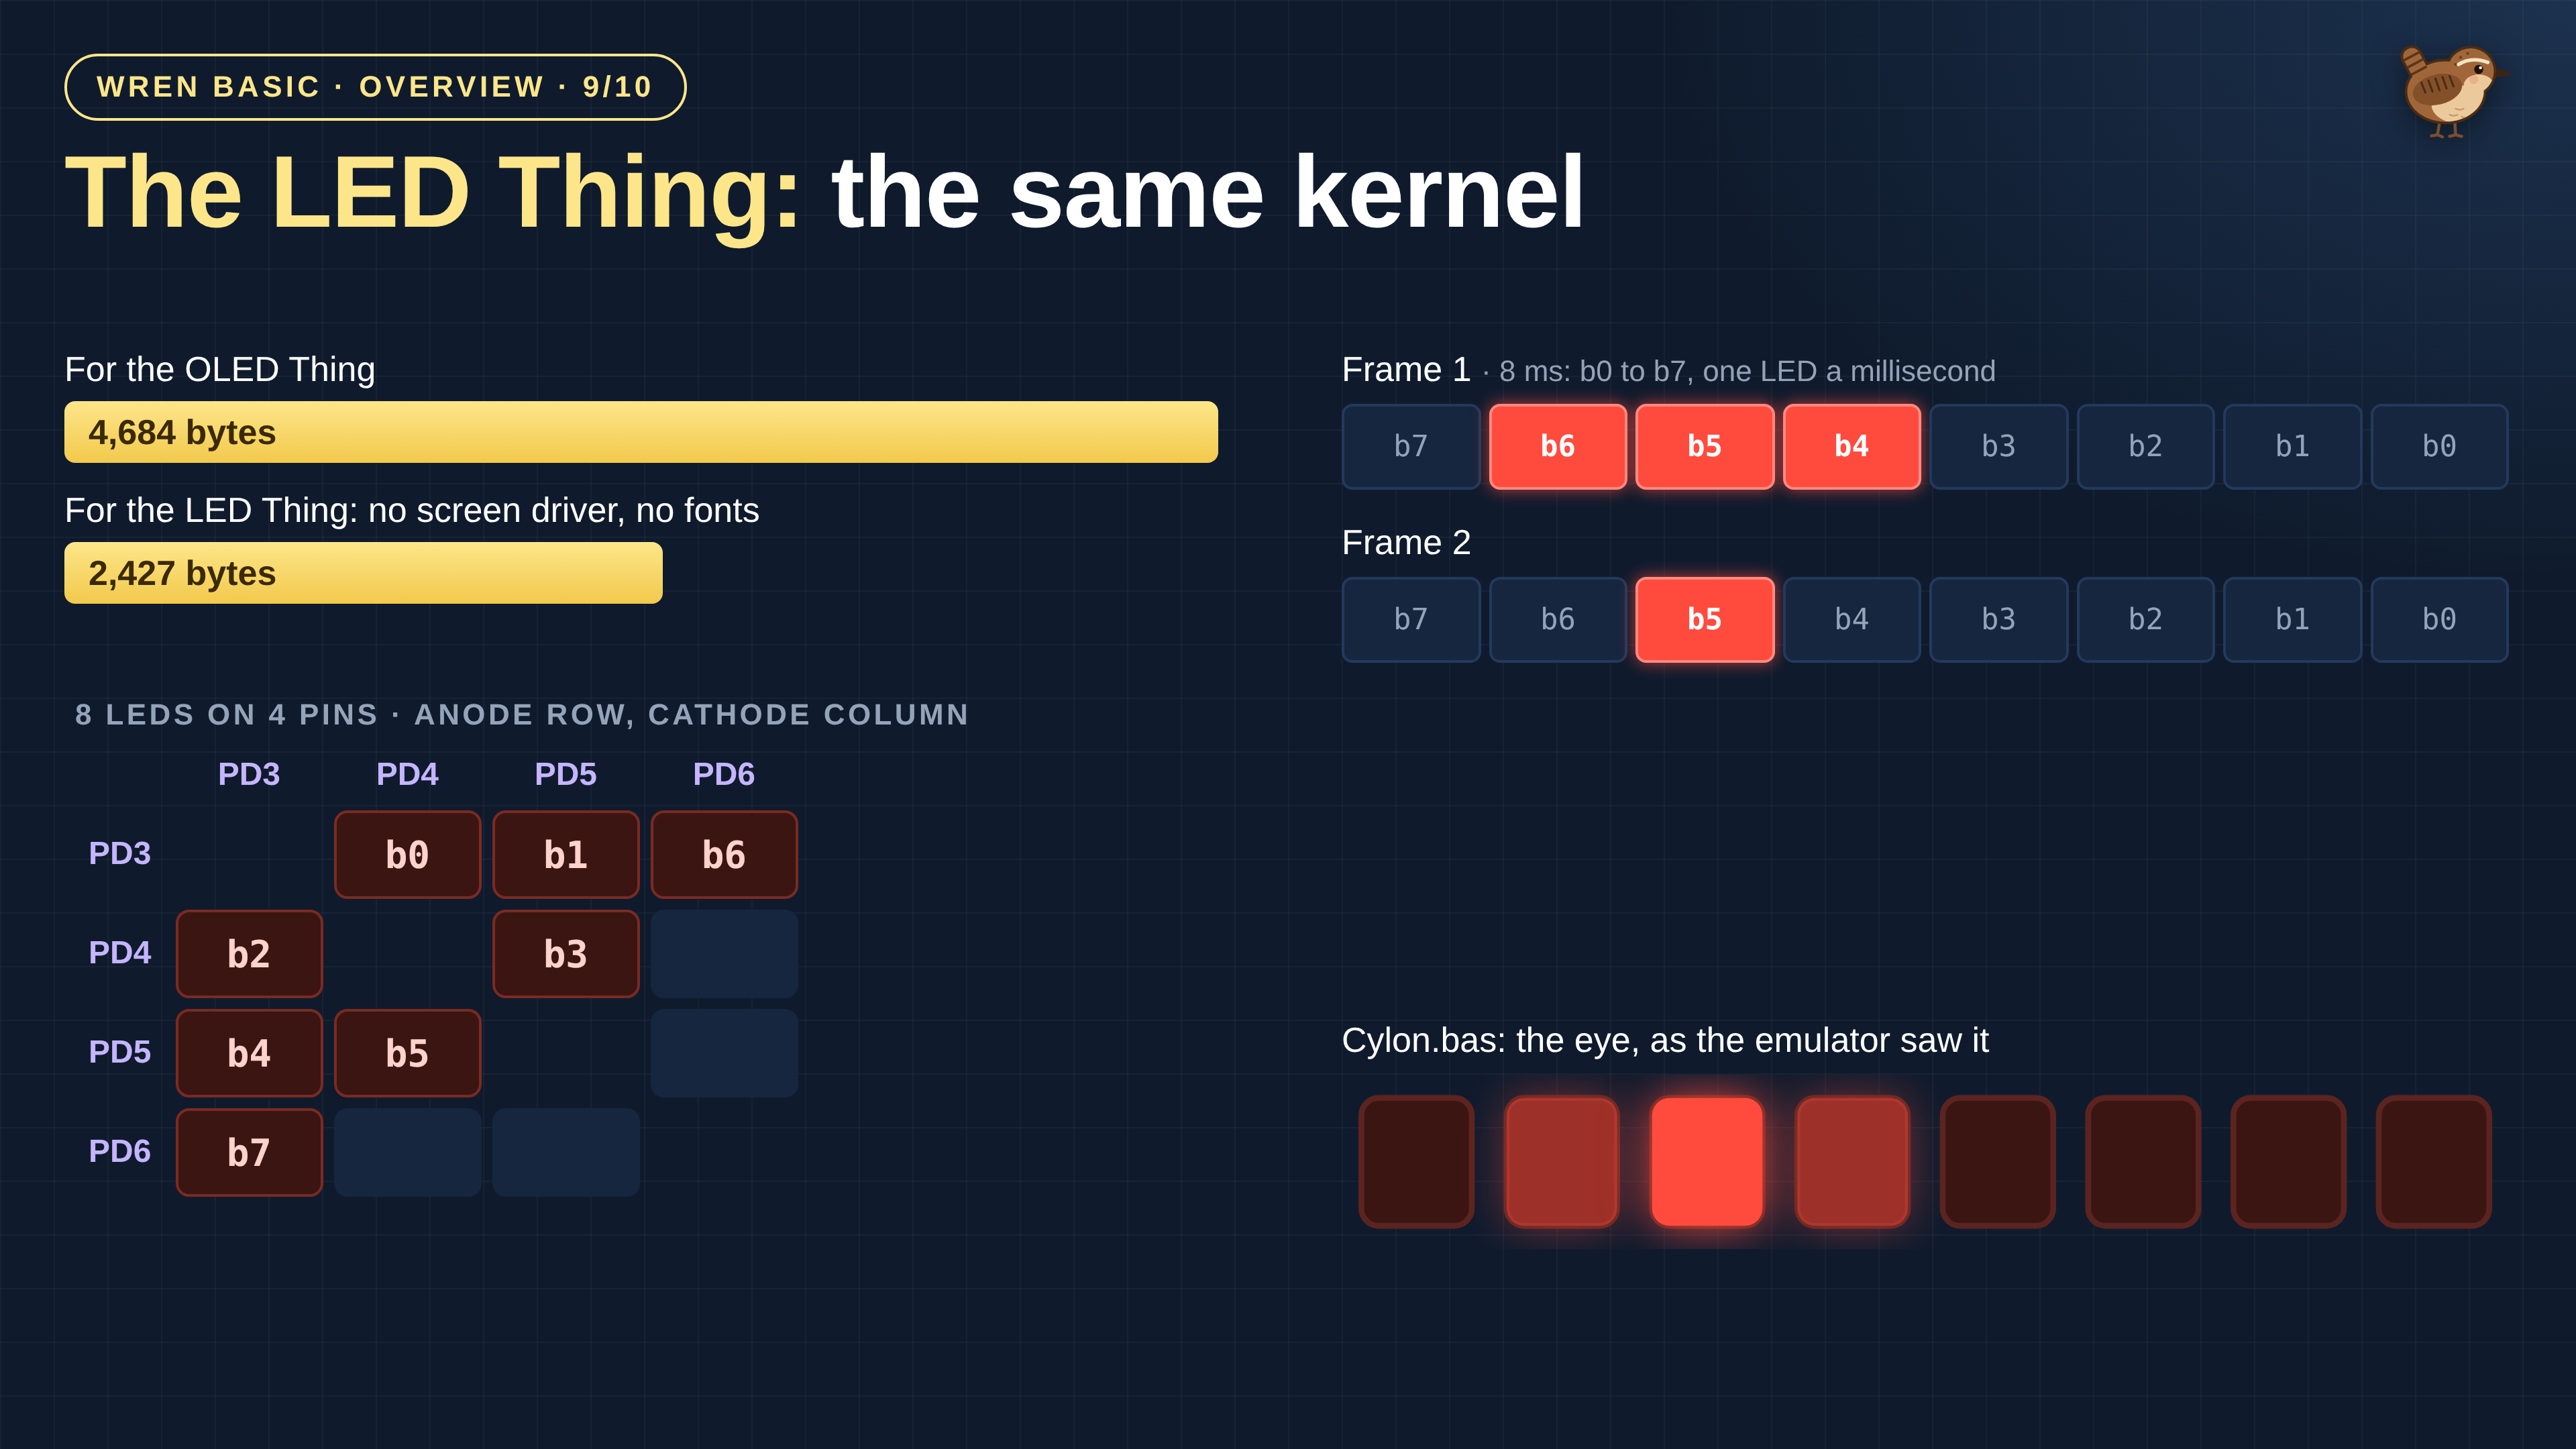 WREN BASIC · OVERVIEW · 9/10
The LED Thing: the same kernel
For the OLED Thing
4,684 bytes
For the LED Thing: no screen driver, no fonts
2,427 bytes
8 LEDS ON 4 PINS · ANODE ROW, CATHODE COLUMN
PD3 PD4 PD5 PD6
PD3 b0 b1 b6
PD4 b2 b3
PD5 b4 b5
PD6 b7
Frame 1 · 8 ms: b0 to b7, one LED a millisecond
b7 b6 b5 b4 b3 b2 b1 b0
Frame 2
b7 b6 b5 b4 b3 b2 b1 b0
Cylon.bas: the eye, as the emulator saw it